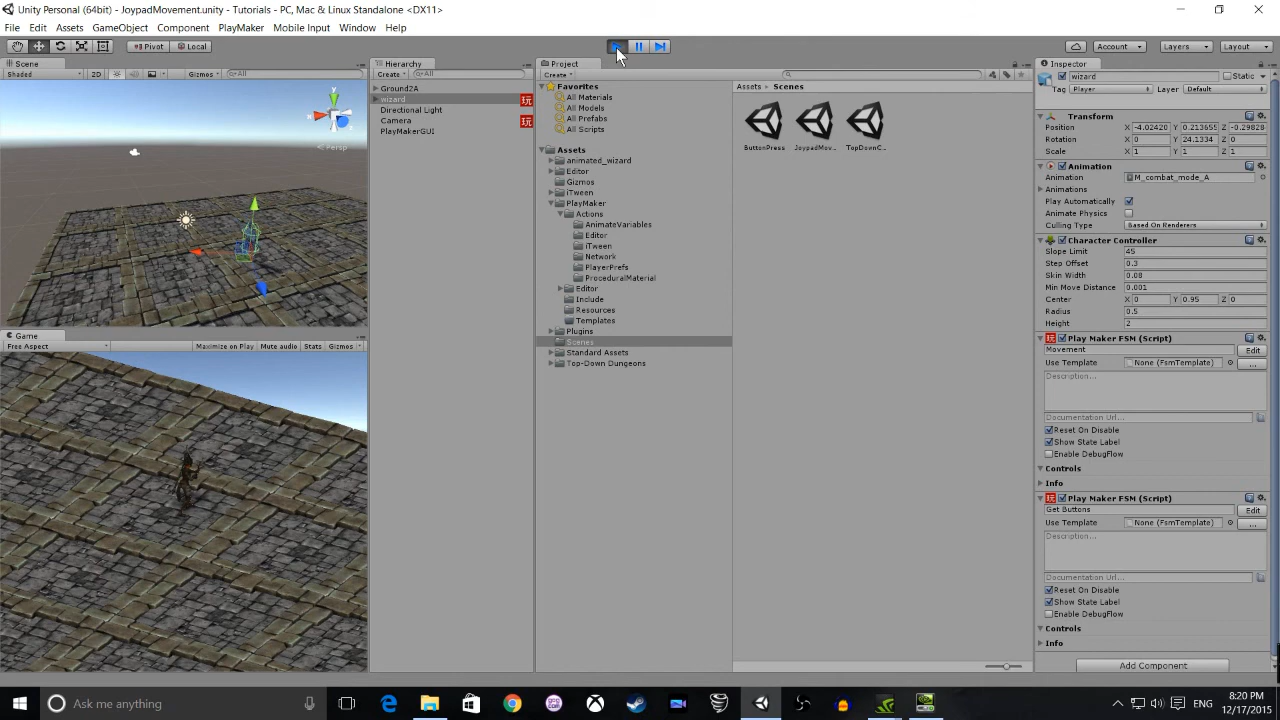 Unity Personal (64bit) - JoypadMovement.unity - Tutorials - PC, Mac & Linux Standalone <DX11>
File Edit Assets GameObject Component PlayMaker Mobile Input Window Help
Pivot Local Account Layers Layout
Scene
Shaded 2D Gizmos All
y
x
Persp
Game
Free Aspect Maximize on Play Mute audio Stats Gizmos
Hierarchy
Create All
Ground2A
wizard 玩
Directional Light
Camera 玩
PlayMakerGUI
Project
Create
Favorites
All Materials
All Models
All Prefabs
All Scripts
Assets
animated_wizard
Editor
Gizmos
iTween
PlayMaker
Actions
AnimateVariables
Editor
iTween
Network
PlayerPrefs
ProceduralMaterial
Editor
Include
Resources
Templates
Plugins
Scenes
Standard Assets
Top-Down Dungeons
Assets ▸ Scenes
ButtonPress JoypadMov... TopDownC...
Inspector
wizard Static
Tag Player Layer Default
Transform
Position X -4.02420 Y 0.213655 Z -0.29828
Rotation X 0 Y 24.1334 Z 0
Scale X 1 Y 1 Z 1
Animation
Animation M_combat_mode_A
Animations
Play Automatically
Animate Physics
Culling Type Based On Renderers
Character Controller
Slope Limit 45
Step Offset 0.3
Skin Width 0.08
Min Move Distance 0.001
Center X 0 Y 0.95 Z 0
Radius 0.5
Height 2
玩 Play Maker FSM (Script)
Movement Edit
Use Template None (FsmTemplate) ...
Description...
Documentation Url...
Reset On Disable
Show State Label
Enable DebugFlow
Controls
Info
玩 Play Maker FSM (Script)
Get Buttons Edit
Use Template None (FsmTemplate) ...
Description...
Documentation Url...
Reset On Disable
Show State Label
Enable DebugFlow
Controls
Info
Add Component
Ask me anything
ENG
8:20 PM
12/17/2015